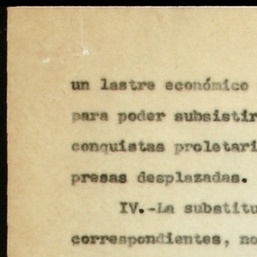 un lastre económico
para poder subsistir
conquistas proletari
presas desplazadas.
IV.-La substitu
correspondientes, no